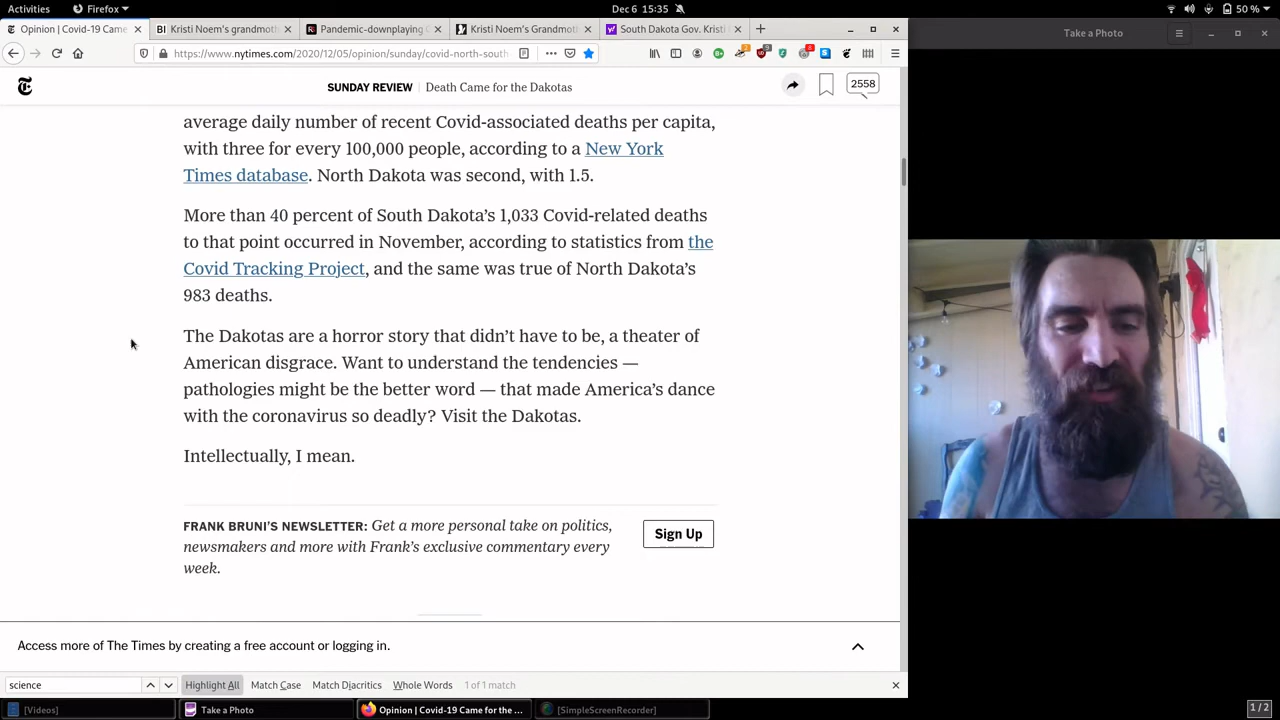 Activities
Firefox
Dec 6 15:35
50 %
Opinion | Covid-19 Came
Kristi Noem's grandmot
Pandemic-downplaying
Kristi Noem's Grandmot
South Dakota Gov. Kristi
Take a Photo
https://www.nytimes.com/2020/12/05/opinion/sunday/covid-north-south
SUNDAY REVIEW | Death Came for the Dakotas
2558
average daily number of recent Covid-associated deaths per capita,
with three for every 100,000 people, according to a New York
Times database. North Dakota was second, with 1.5.
More than 40 percent of South Dakota’s 1,033 Covid-related deaths
to that point occurred in November, according to statistics from the
Covid Tracking Project, and the same was true of North Dakota’s
983 deaths.
The Dakotas are a horror story that didn’t have to be, a theater of
American disgrace. Want to understand the tendencies —
pathologies might be the better word — that made America’s dance
with the coronavirus so deadly? Visit the Dakotas.
Intellectually, I mean.
FRANK BRUNI’S NEWSLETTER: Get a more personal take on politics,
newsmakers and more with Frank’s exclusive commentary every
week.
Sign Up
Access more of The Times by creating a free account or logging in.
science
Highlight All
Match Case
Match Diacritics
Whole Words
1 of 1 match
[Videos]
Take a Photo
Opinion | Covid-19 Came for the ...
[SimpleScreenRecorder]
1 / 2